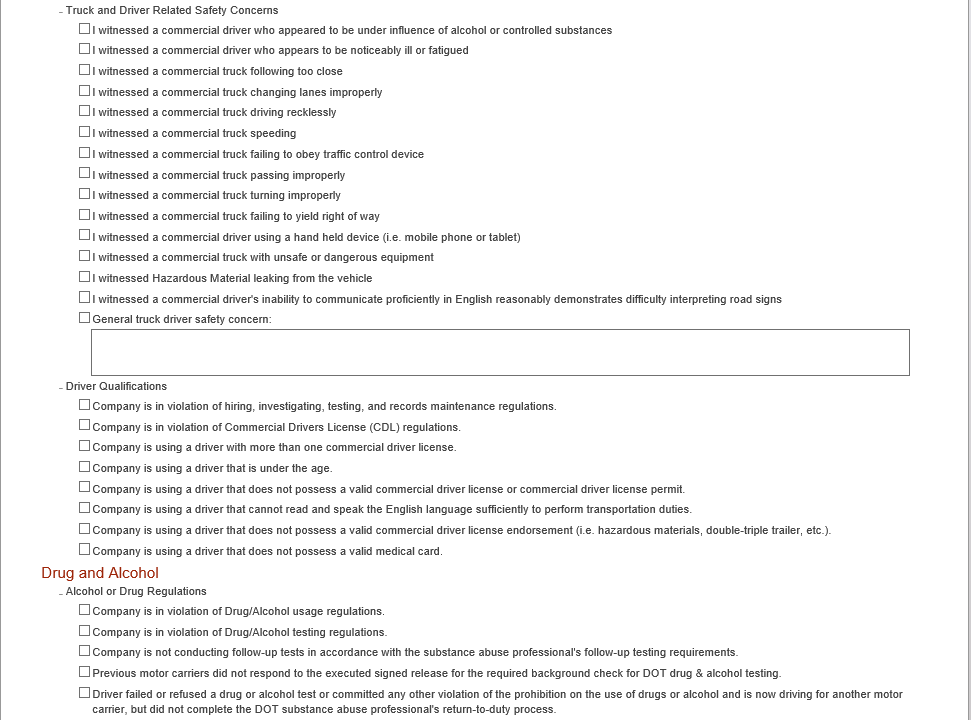 - Truck and Driver Related Safety Concerns
I witnessed a commercial driver who appeared to be under influence of alcohol or controlled substances
I witnessed a commercial driver who appears to be noticeably ill or fatigued
I witnessed a commercial truck following too close
I witnessed a commercial truck changing lanes improperly
I witnessed a commercial truck driving recklessly
I witnessed a commercial truck speeding
I witnessed a commercial truck failing to obey traffic control device
I witnessed a commercial truck passing improperly
I witnessed a commercial truck turning improperly
I witnessed a commercial truck failing to yield right of way
I witnessed a commercial driver using a hand held device (i.e. mobile phone or tablet)
I witnessed a commercial truck with unsafe or dangerous equipment
I witnessed Hazardous Material leaking from the vehicle
I witnessed a commercial driver's inability to communicate proficiently in English reasonably demonstrates difficulty interpreting road signs
General truck driver safety concern:
- Driver Qualifications
Company is in violation of hiring, investigating, testing, and records maintenance regulations.
Company is in violation of Commercial Drivers License (CDL) regulations.
Company is using a driver with more than one commercial driver license.
Company is using a driver that is under the age.
Company is using a driver that does not possess a valid commercial driver license or commercial driver license permit.
Company is using a driver that cannot read and speak the English language sufficiently to perform transportation duties.
Company is using a driver that does not possess a valid commercial driver license endorsement (i.e. hazardous materials, double-triple trailer, etc.).
Company is using a driver that does not possess a valid medical card.
Drug and Alcohol
- Alcohol or Drug Regulations
Company is in violation of Drug/Alcohol usage regulations.
Company is in violation of Drug/Alcohol testing regulations.
Company is not conducting follow-up tests in accordance with the substance abuse professional's follow-up testing requirements.
Previous motor carriers did not respond to the executed signed release for the required background check for DOT drug & alcohol testing.
Driver failed or refused a drug or alcohol test or committed any other violation of the prohibition on the use of drugs or alcohol and is now driving for another motor
carrier, but did not complete the DOT substance abuse professional's return-to-duty process.